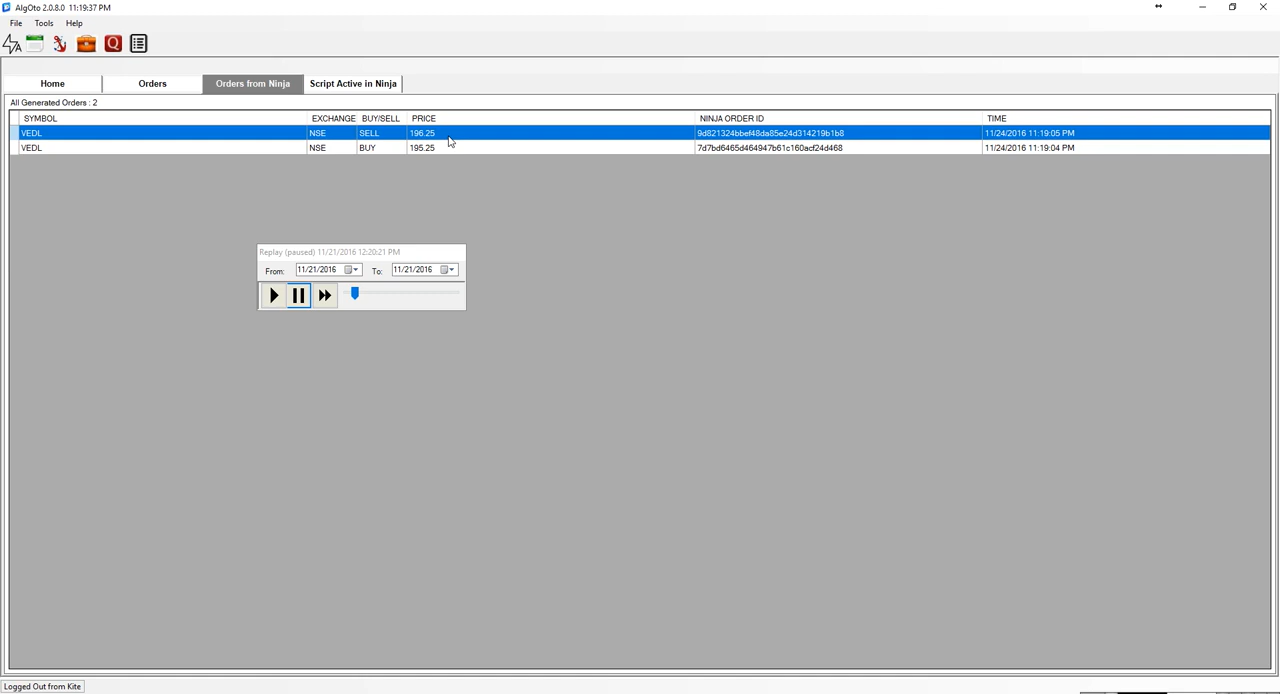 AlgOto 2.0.8.0 11:19:37 PM
File Tools Help
Home Orders Orders from Ninja Script Active in Ninja
All Generated Orders : 2
SYMBOL EXCHANGE BUY/SELL PRICE NINJA ORDER ID TIME
VEDL NSE SELL 196.25 9d821324bbef48da85e24d314219b1b8 11/24/2016 11:19:05 PM
VEDL NSE BUY 195.25 7d7bd6465d464947b61c160acf24d468 11/24/2016 11:19:04 PM
Replay (paused) 11/21/2016 12:20:21 PM
From: 11/21/2016 To: 11/21/2016
Logged Out from Kite